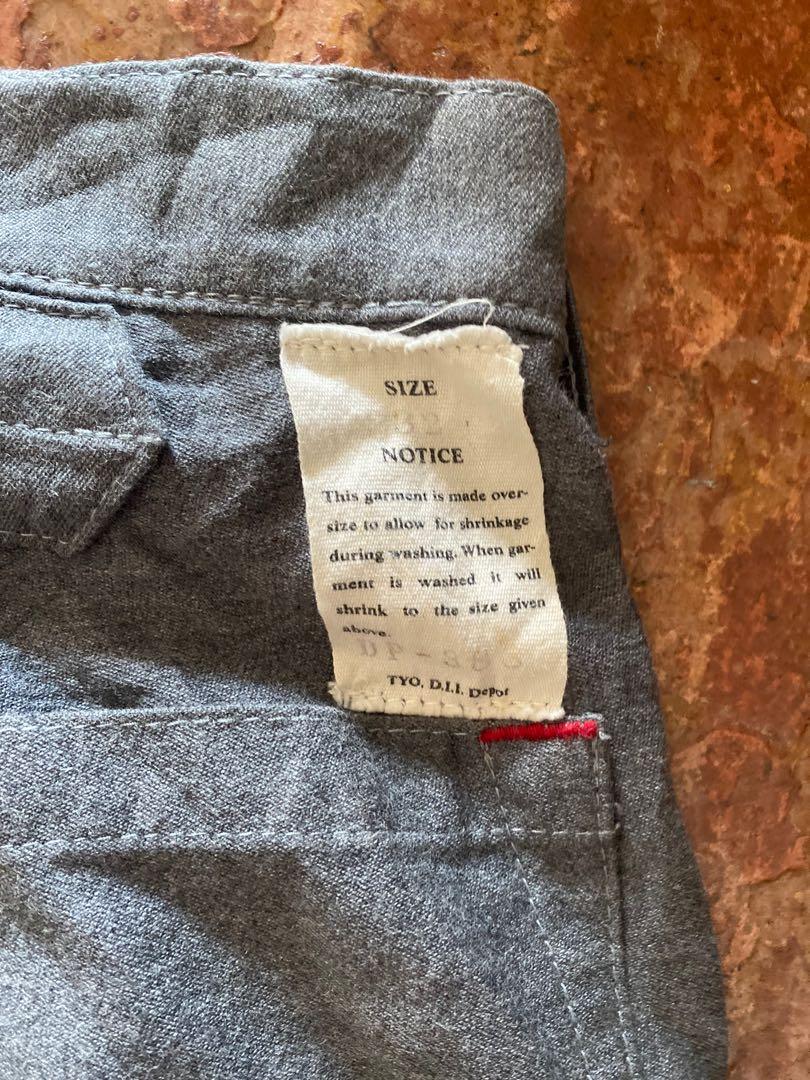 SIZE
32
NOTICE
This garment is made over-
size to allow for shrinkage
during washing. When gar-
ment is washed it will
shrink to the size given
above.
TYO. D.I.I. Depot